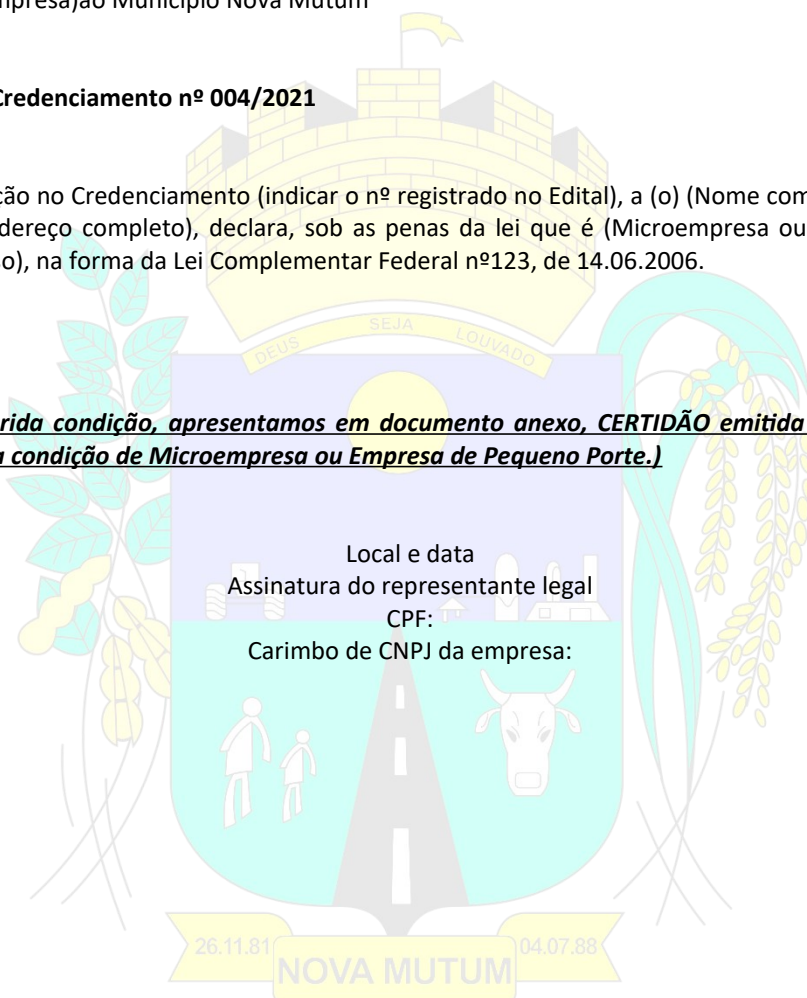 mpresa)ao Município Nova Mutum
Credenciamento nº 004/2021
ção no Credenciamento (indicar o nº registrado no Edital), a (o) (Nome com
dereço completo), declara, sob as penas da lei que é (Microempresa ou
so), na forma da Lei Complementar Federal nº123, de 14.06.2006.
DEUS SEJA LOUVADO
rida condição, apresentamos em documento anexo, CERTIDÃO emitida
a condição de Microempresa ou Empresa de Pequeno Porte.)
Local e data
Assinatura do representante legal
CPF:
Carimbo de CNPJ da empresa:
26.11.81 04.07.88
NOVA MUTUM